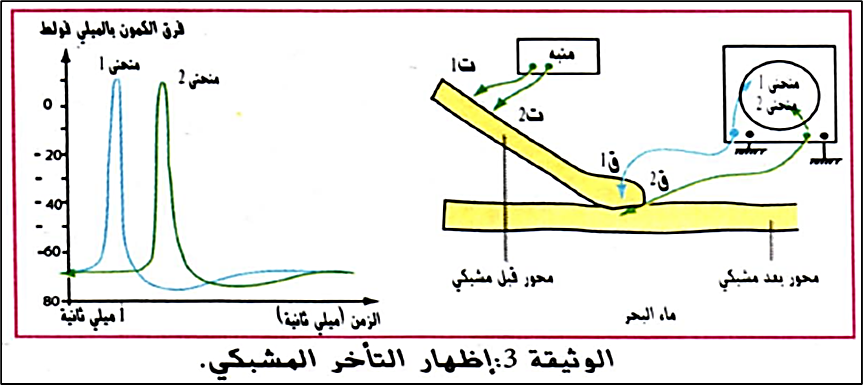 فرق الكمون بالميلي فولط
منحنى 1
منحنى 2
0
- 20
- 40
-60
80
1 ميلي ثانية
الزمن (ميلي ثانية)
منبه
ت1
ت2
منحنى 1
منحنى 2
ق1
ق2
محور قبل مشبكي
محور بعد مشبكي
ماء البحر
الوثيقة 3:إظهار التأخر المشبكي.